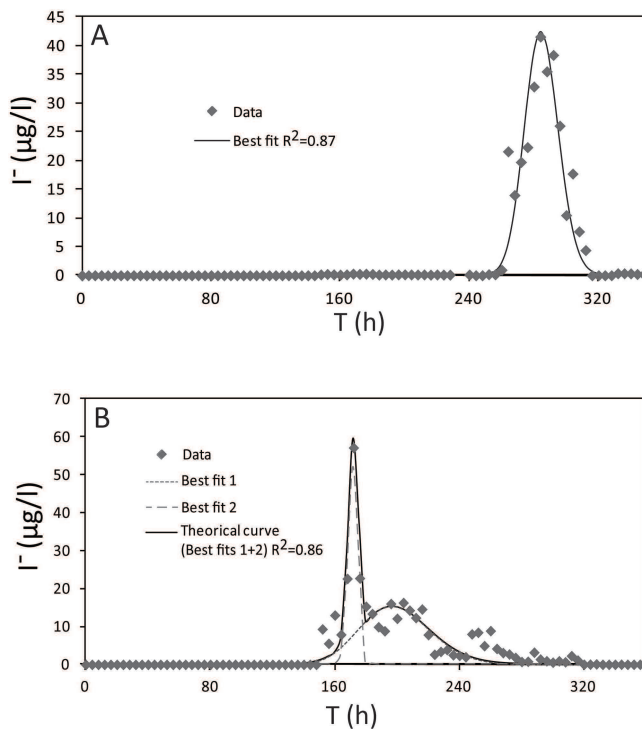 A
45
40
35
30
25
20
15
10
5
0
I⁻ (µg/l)
Data
Best fit R²=0.87
0 80 160 240 320
T (h)
B
70
60
50
40
30
20
10
0
I⁻ (µg/l)
Data
Best fit 1
Best fit 2
Theorical curve
(Best fits 1+2) R²=0.86
0 80 160 240 320
T (h)